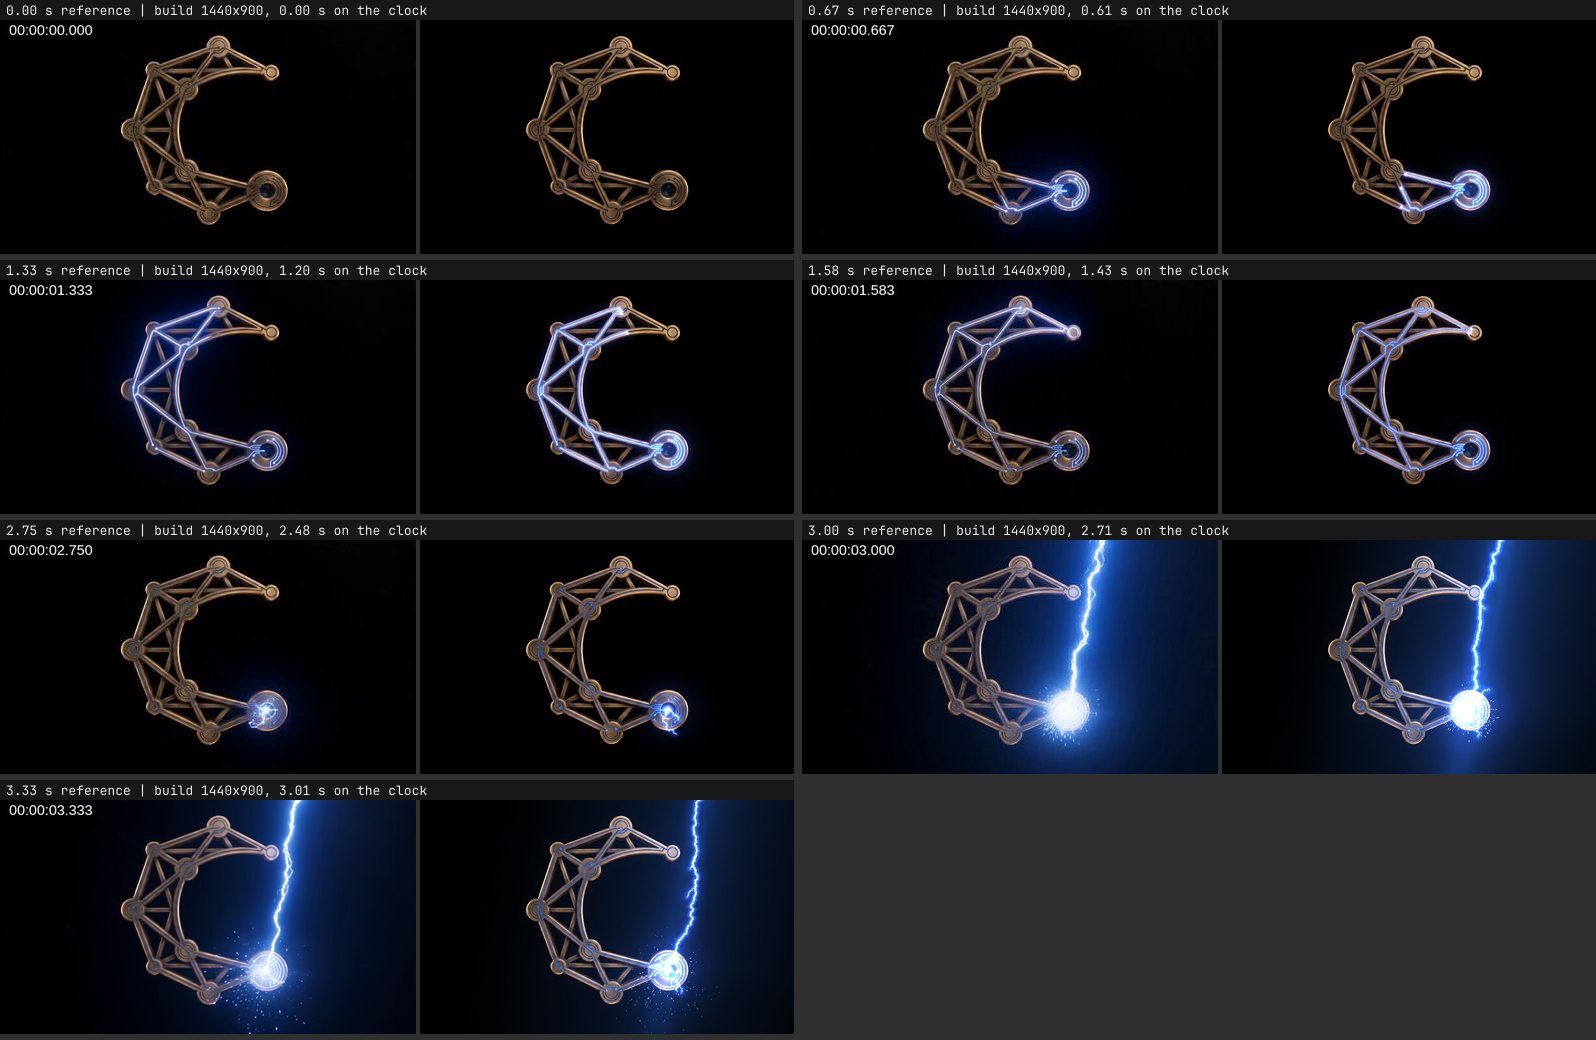 0.00 s reference | build 1440x900, 0.00 s on the clock
00:00:00.000
0.67 s reference | build 1440x900, 0.61 s on the clock
00:00:00.667
1.33 s reference | build 1440x900, 1.20 s on the clock
00:00:01.333
1.58 s reference | build 1440x900, 1.43 s on the clock
00:00:01.583
2.75 s reference | build 1440x900, 2.48 s on the clock
00:00:02.750
3.00 s reference | build 1440x900, 2.71 s on the clock
00:00:03.000
3.33 s reference | build 1440x900, 3.01 s on the clock
00:00:03.333